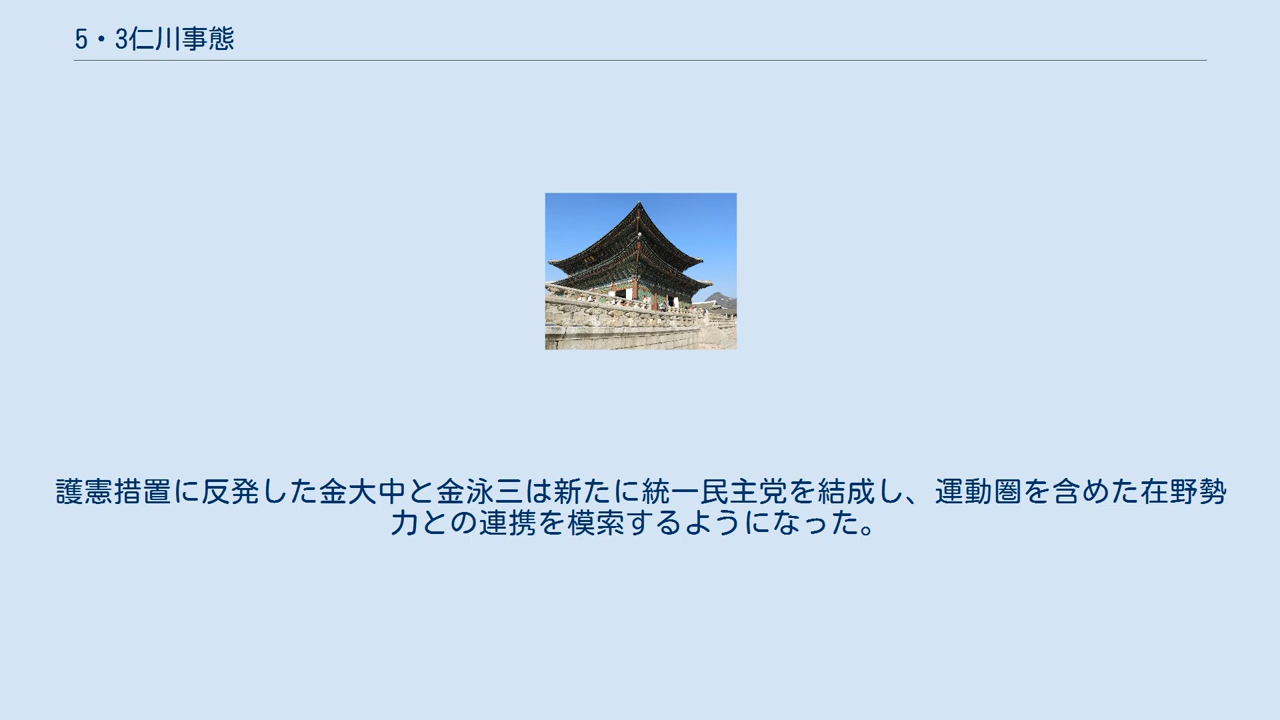 5・3仁川事態
護憲措置に反発した金大中と金泳三は新たに統一民主党を結成し、運動圏を含めた在野勢
力との連携を模索するようになった。